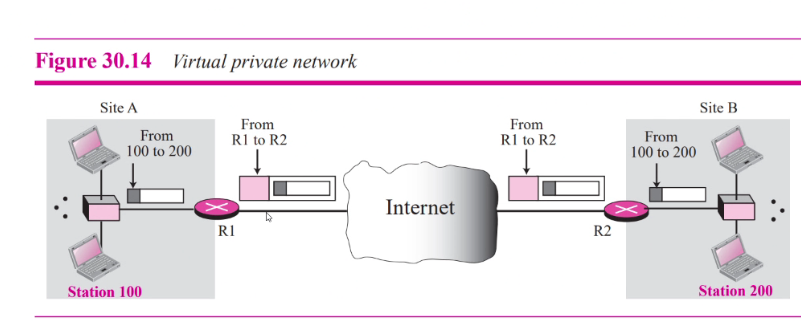 Figure 30.14 Virtual private network
Site A
From
100 to 200
From
R1 to R2
R1
Station 100
Internet
From
R1 to R2
Site B
From
100 to 200
R2
Station 200